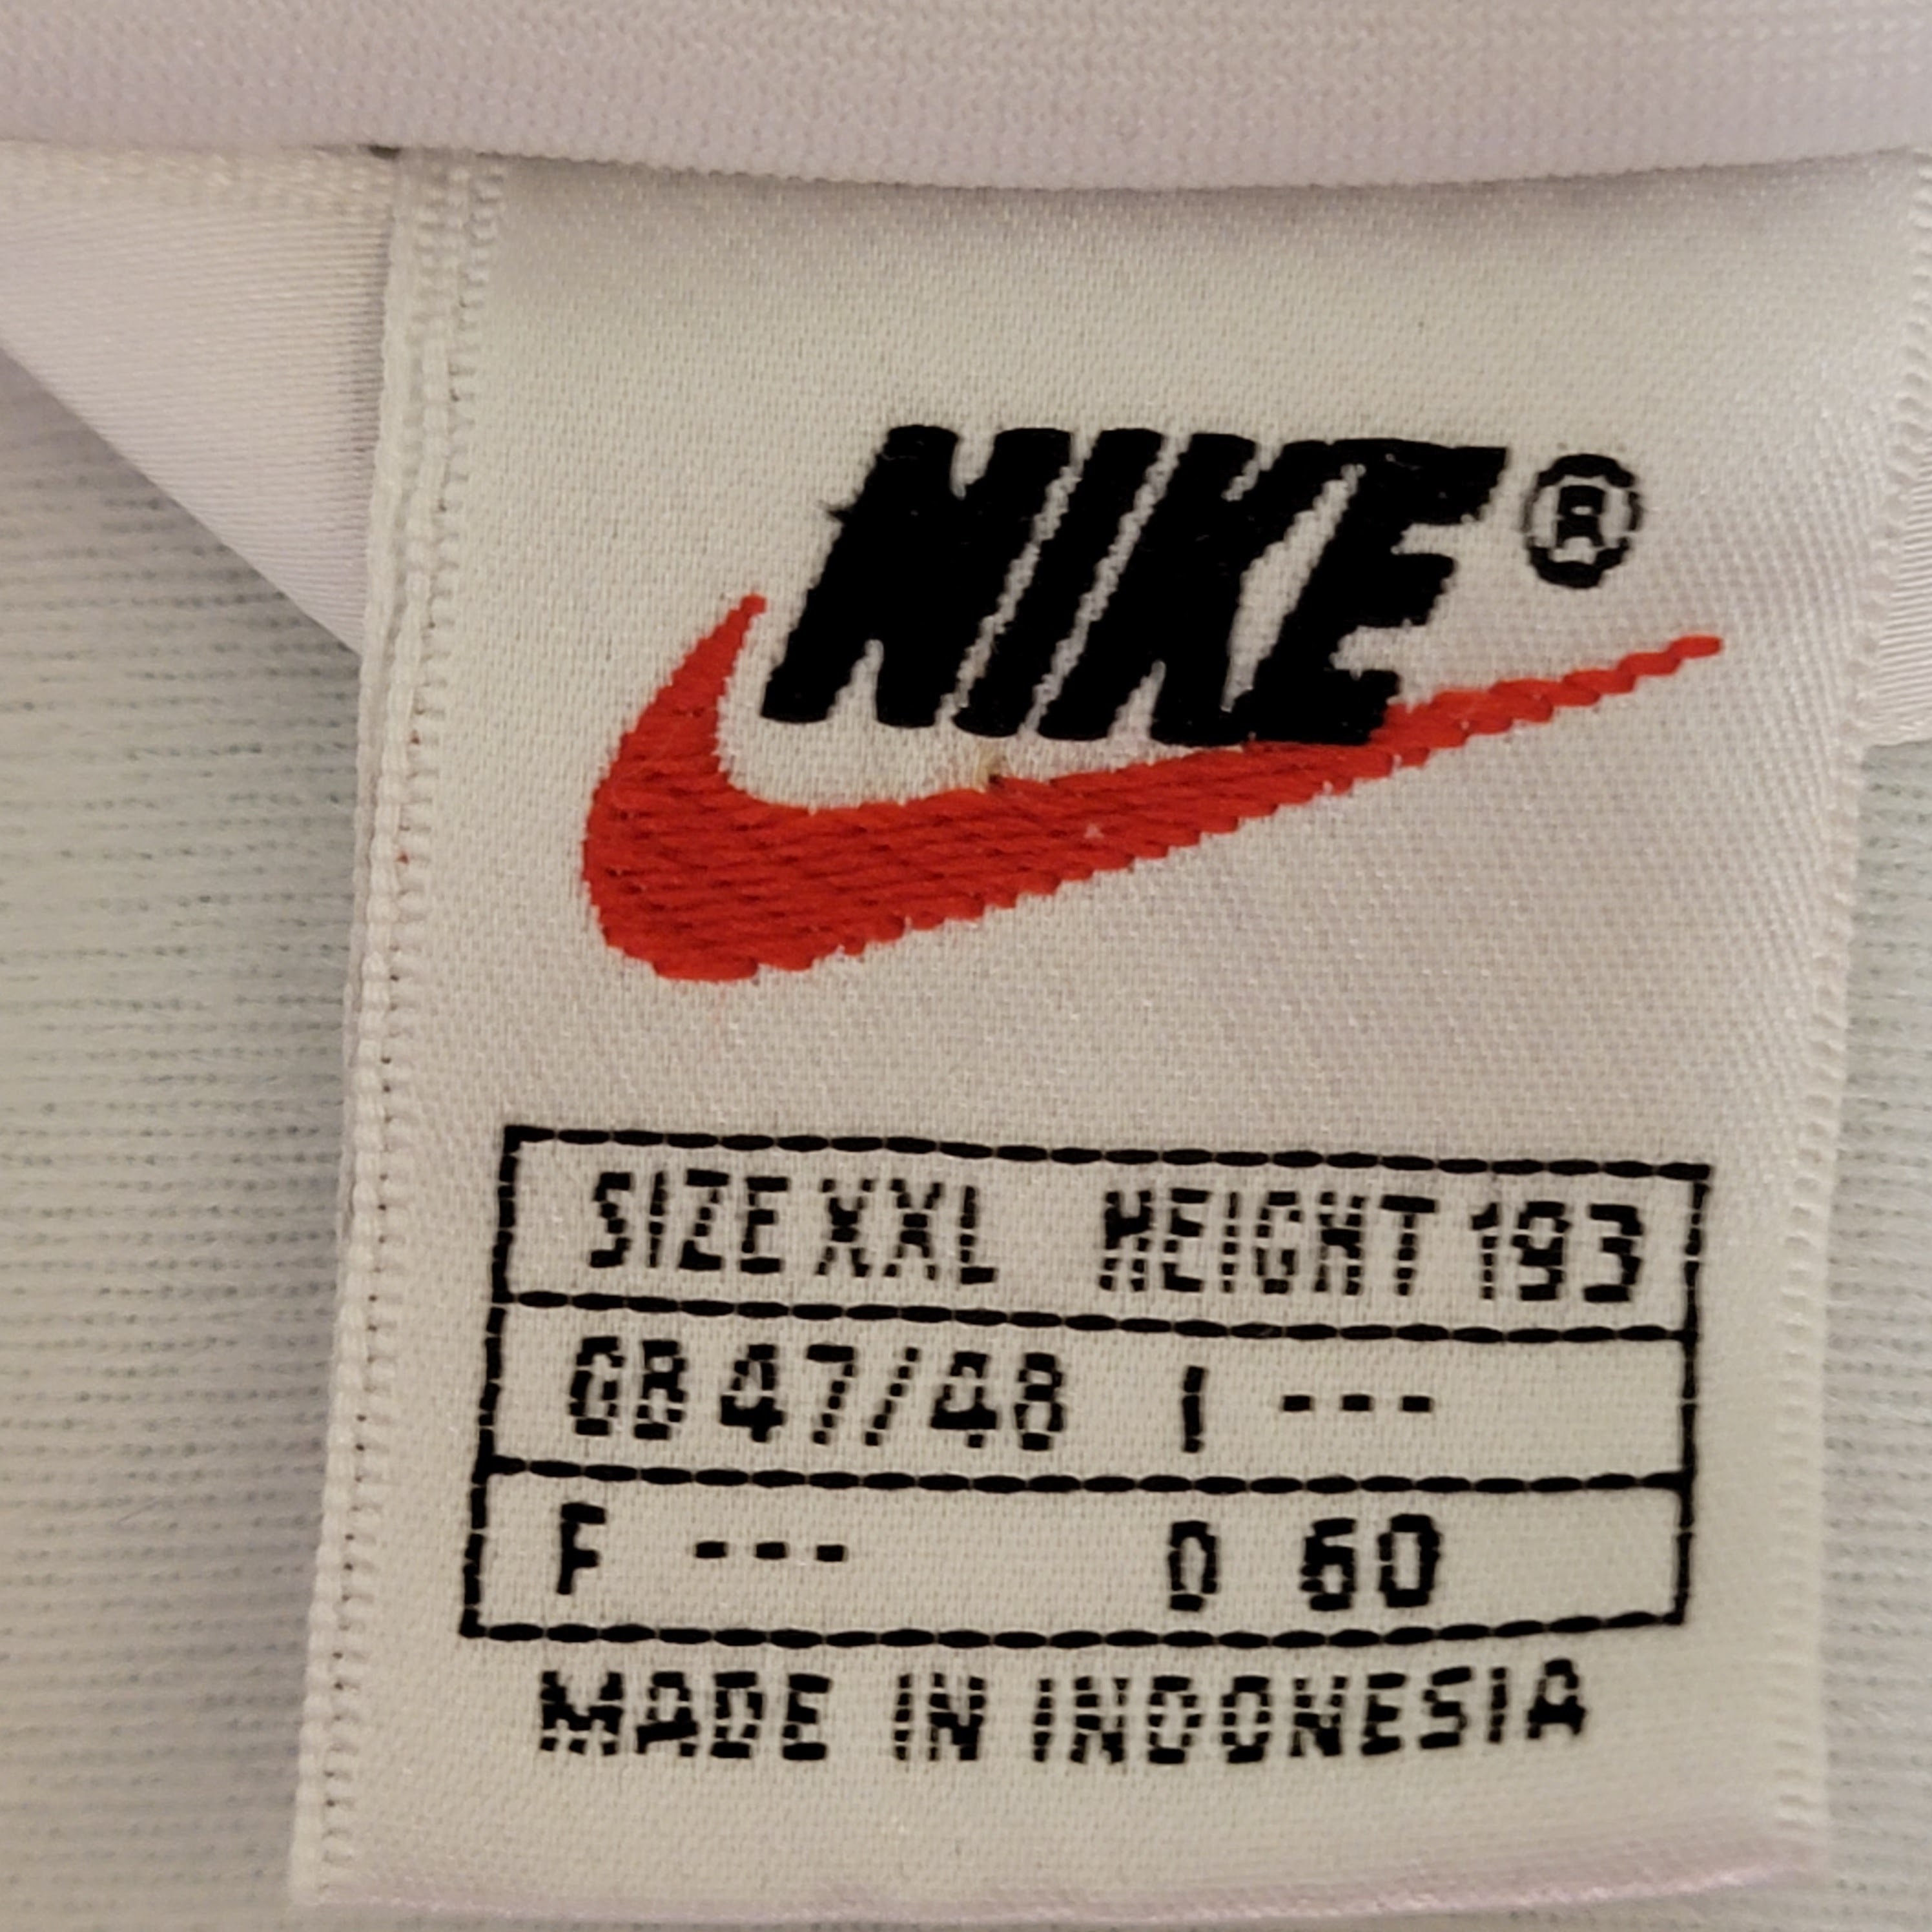 NIKE®
SIZE XXL HEIGHT 193
GB 47/48 I ---
F --- D 60
MADE IN INDONESIA